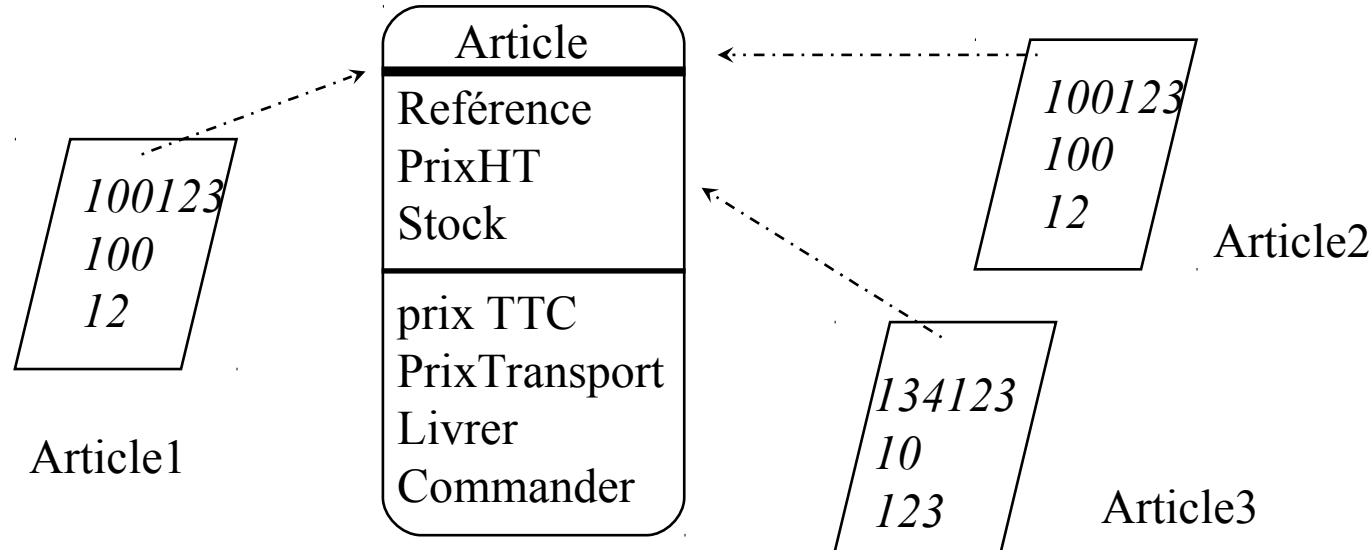 Article
Reférence
PrixHT
Stock
prix TTC
PrixTransport
Livrer
Commander
100123
100
12
Article1
100123
100
12
Article2
134123
10
123
Article3